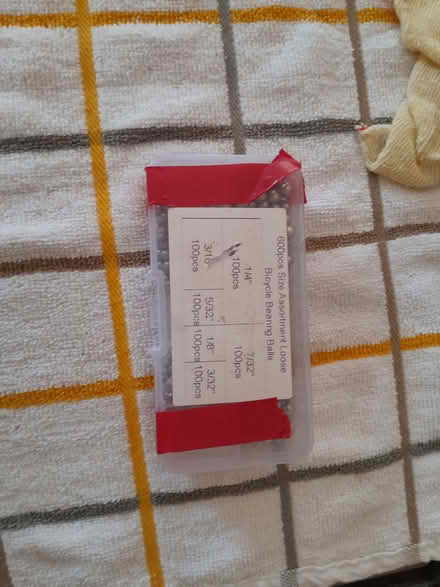 600pcs Size Assortment Loose
Bicycle Bearing Balls
1/4"
100pcs
7/32"
100pcs
3/16"
100pcs
5/32"
100pcs
1/8"
100pcs
3/32"
100pcs